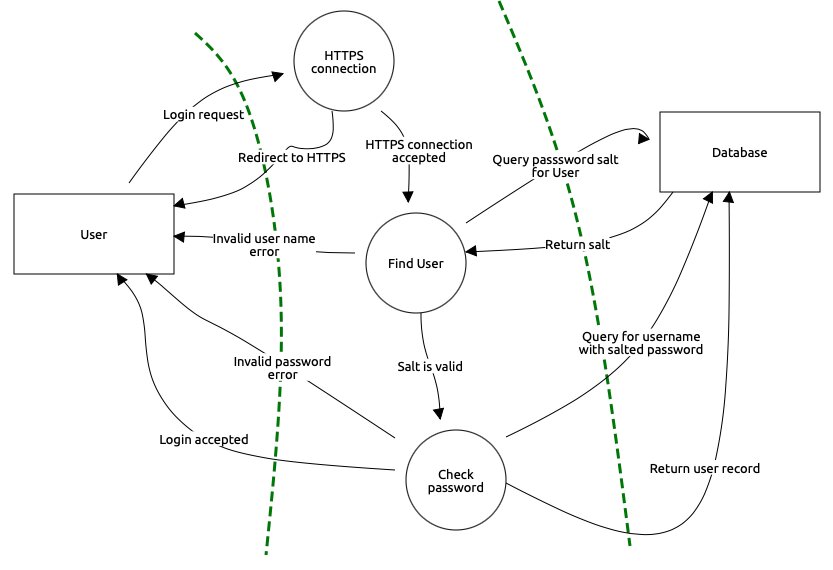 HTTPS
connection
Login request
HTTPS connection
accepted
Redirect to HTTPS
Query password salt
for User
Database
User
Invalid user name
error
Find User
Return salt
Query for username
with salted password
Invalid password
error
Salt is valid
Login accepted
Check
password
Return user record